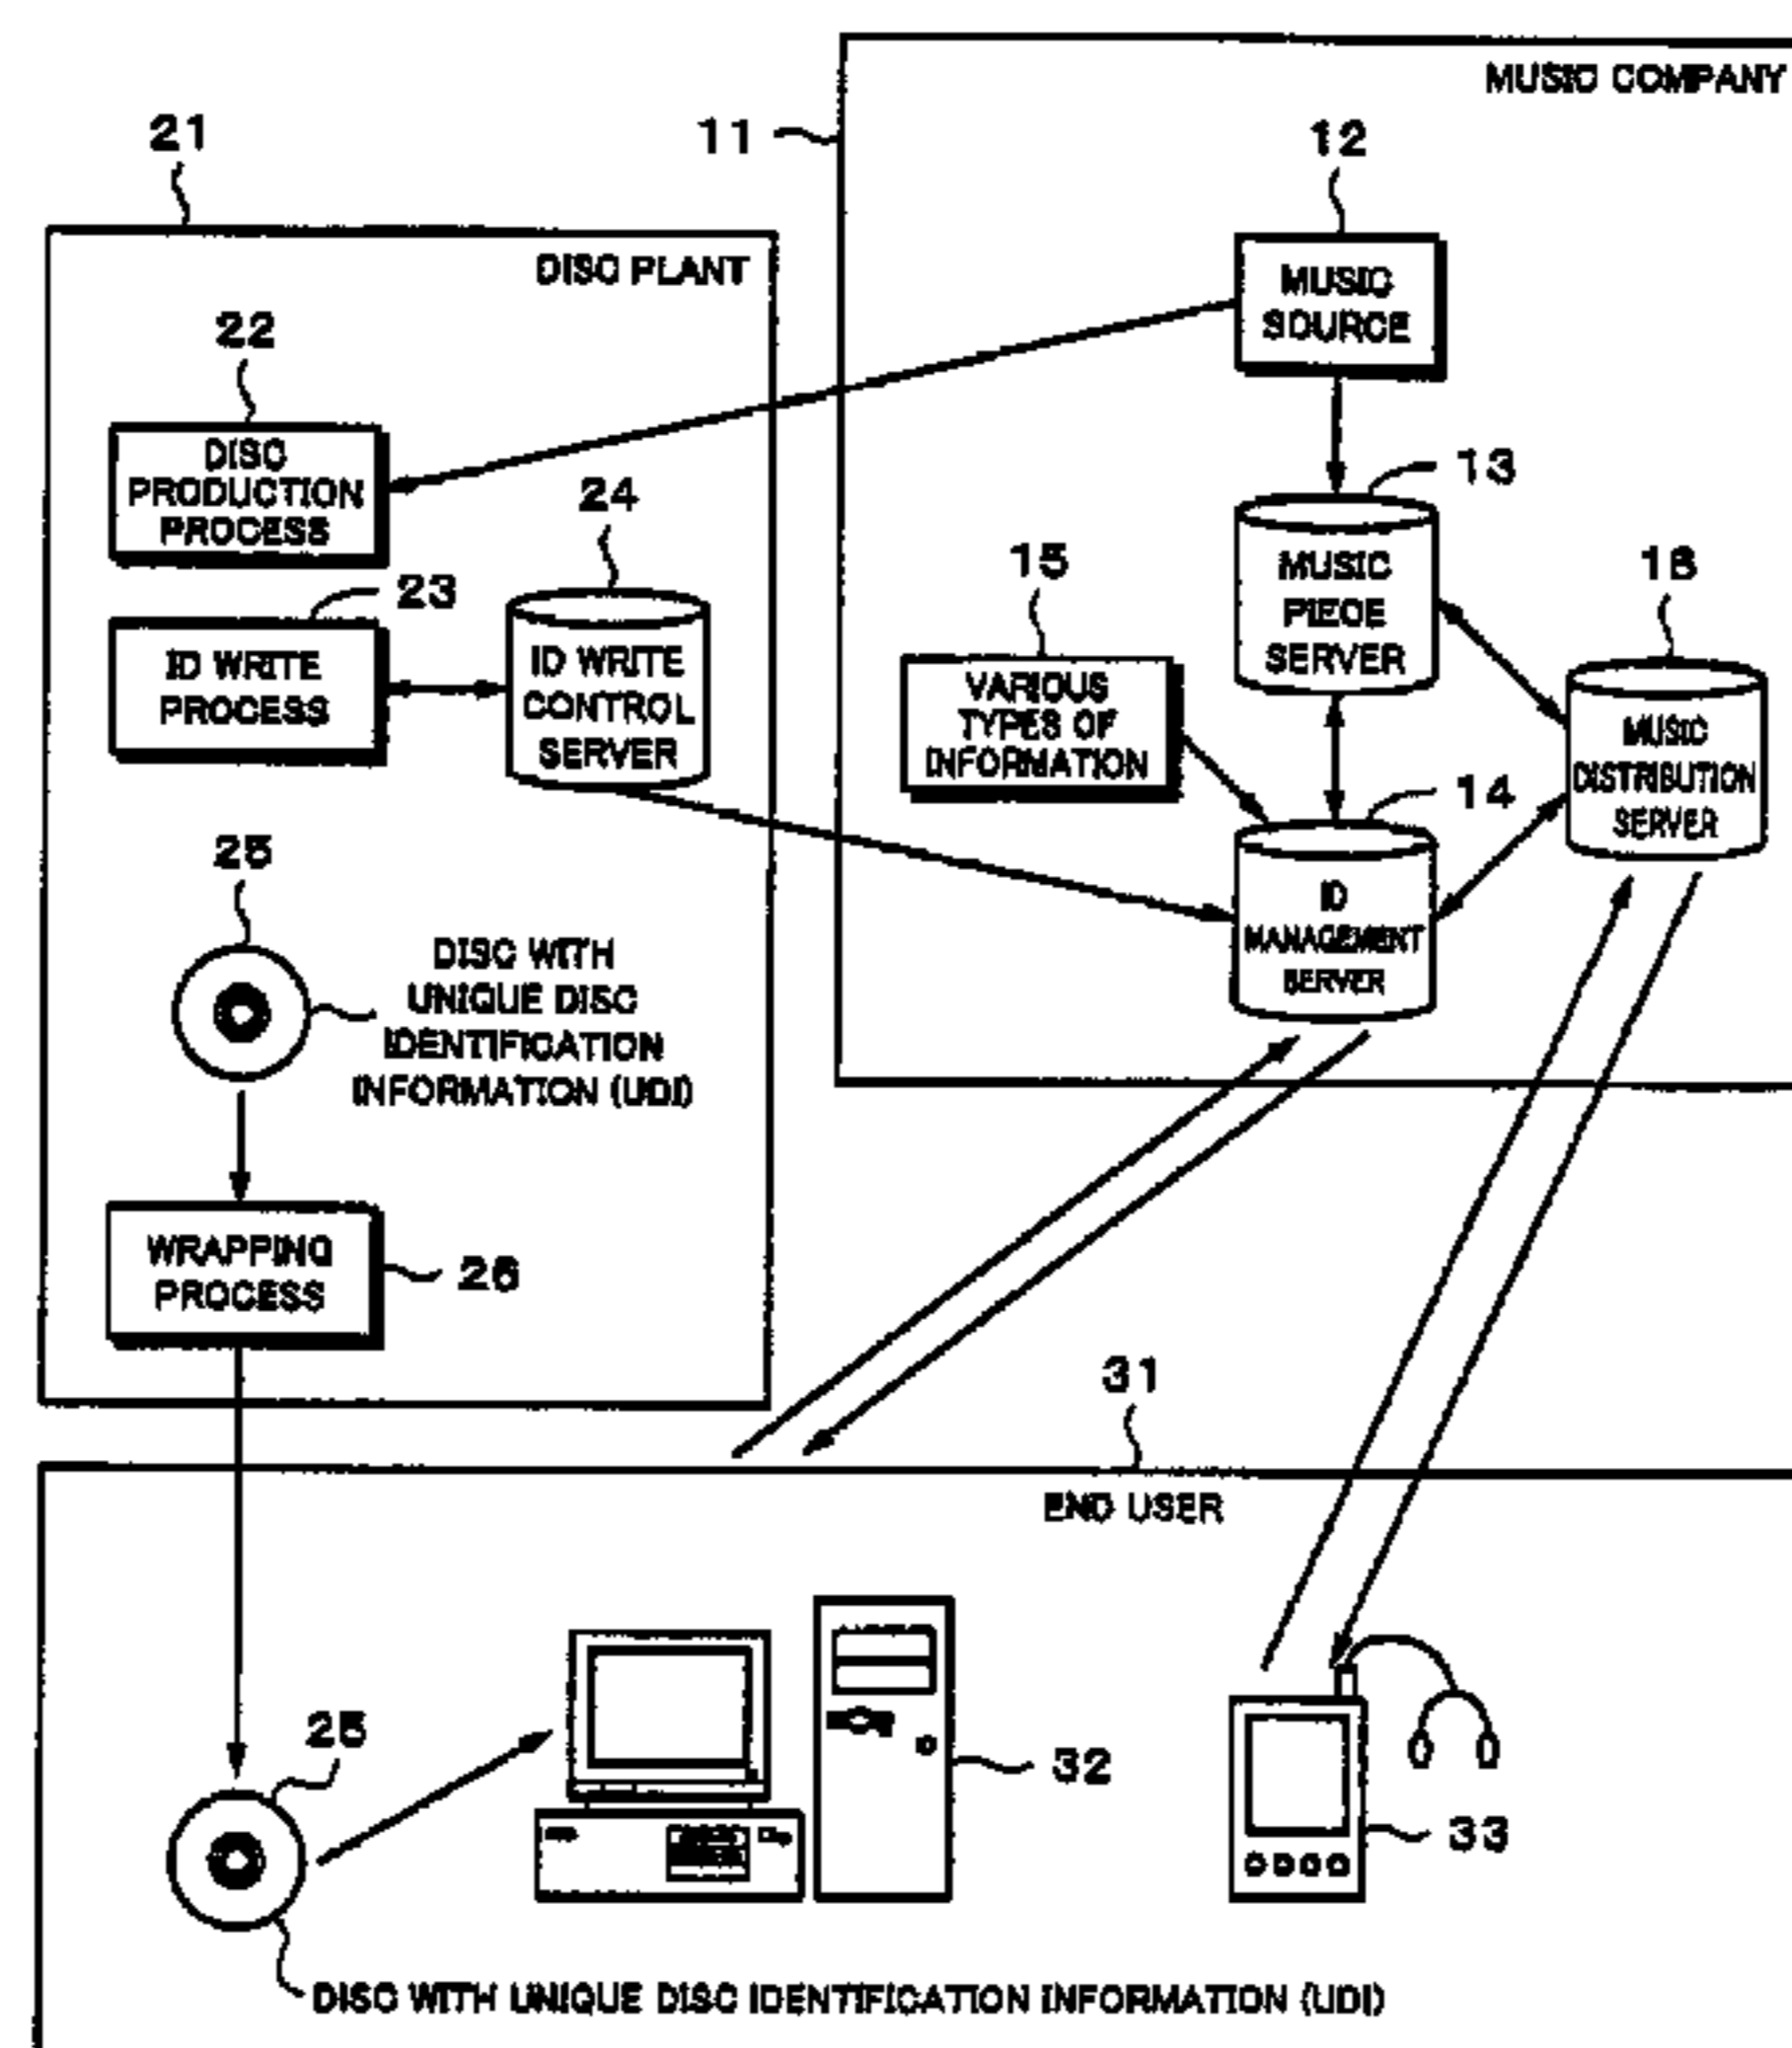 MUSIC COMPANY
11
12
MUSIC
SOURCE
13
MUSIC
PIECE
SERVER
15
VARIOUS
TYPES OF
INFORMATION
16
MUSIC
DISTRIBUTION
SERVER
14
ID
MANAGEMENT
SERVER
21
DISC PLANT
22
DISC
PRODUCTION
PROCESS
23
ID WRITE
PROCESS
24
ID WRITE
CONTROL
SERVER
25
DISC WITH
UNIQUE DISC
IDENTIFICATION
INFORMATION (UDI)
WRAPPING
PROCESS
26
31
END USER
25
32
33
DISC WITH UNIQUE DISC IDENTIFICATION INFORMATION (UDI)